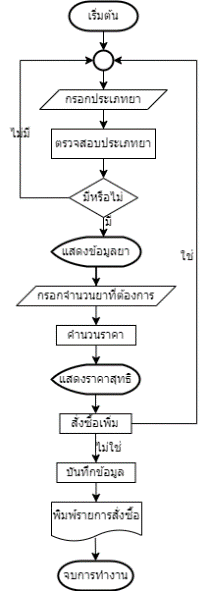 เริ่มต้น
กรอกประเภทยา
ไม่มี
ตรวจสอบประเภทยา
มีหรือไม่
มี
แสดงข้อมูลยา
ใช่
กรอกจำนวนยาที่ต้องการ
คำนวนราคา
แสดงราคาสุทธิ
สั่งซื้อเพิ่ม
ไม่ใช่
บันทึกข้อมูล
พิมพ์รายการสั่งซื้อ
จบการทำงาน